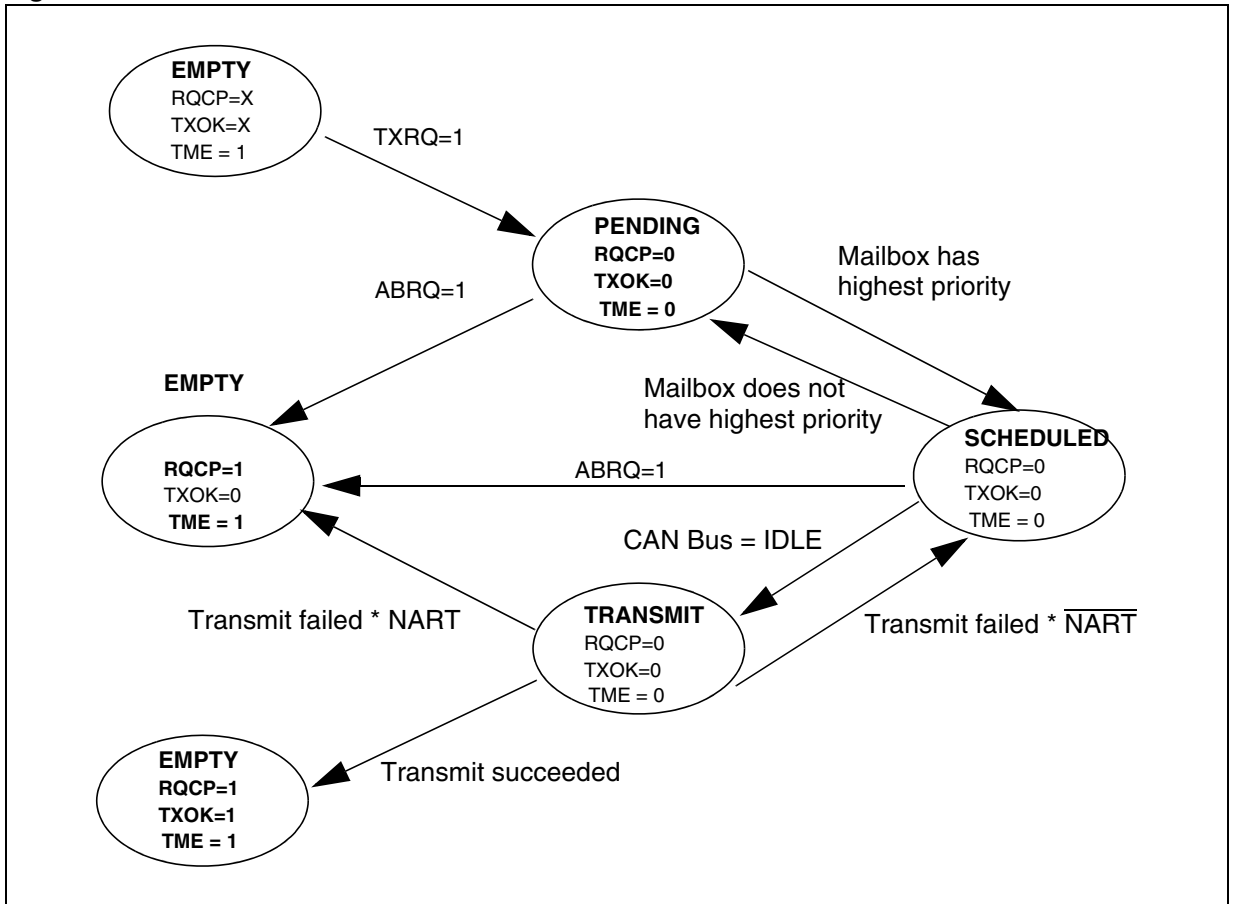 EMPTY
RQCP=X
TXOK=X
TME = 1
TXRQ=1
PENDING
RQCP=0
TXOK=0
TME = 0
Mailbox has
highest priority
ABRQ=1
EMPTY
Mailbox does not
have highest priority
RQCP=1
TXOK=0
TME = 1
ABRQ=1
SCHEDULED
RQCP=0
TXOK=0
TME = 0
CAN Bus = IDLE
Transmit failed * NART
TRANSMIT
RQCP=0
TXOK=0
TME = 0
Transmit failed * N̅A̅R̅T̅
EMPTY
RQCP=1
TXOK=1
TME = 1
Transmit succeeded